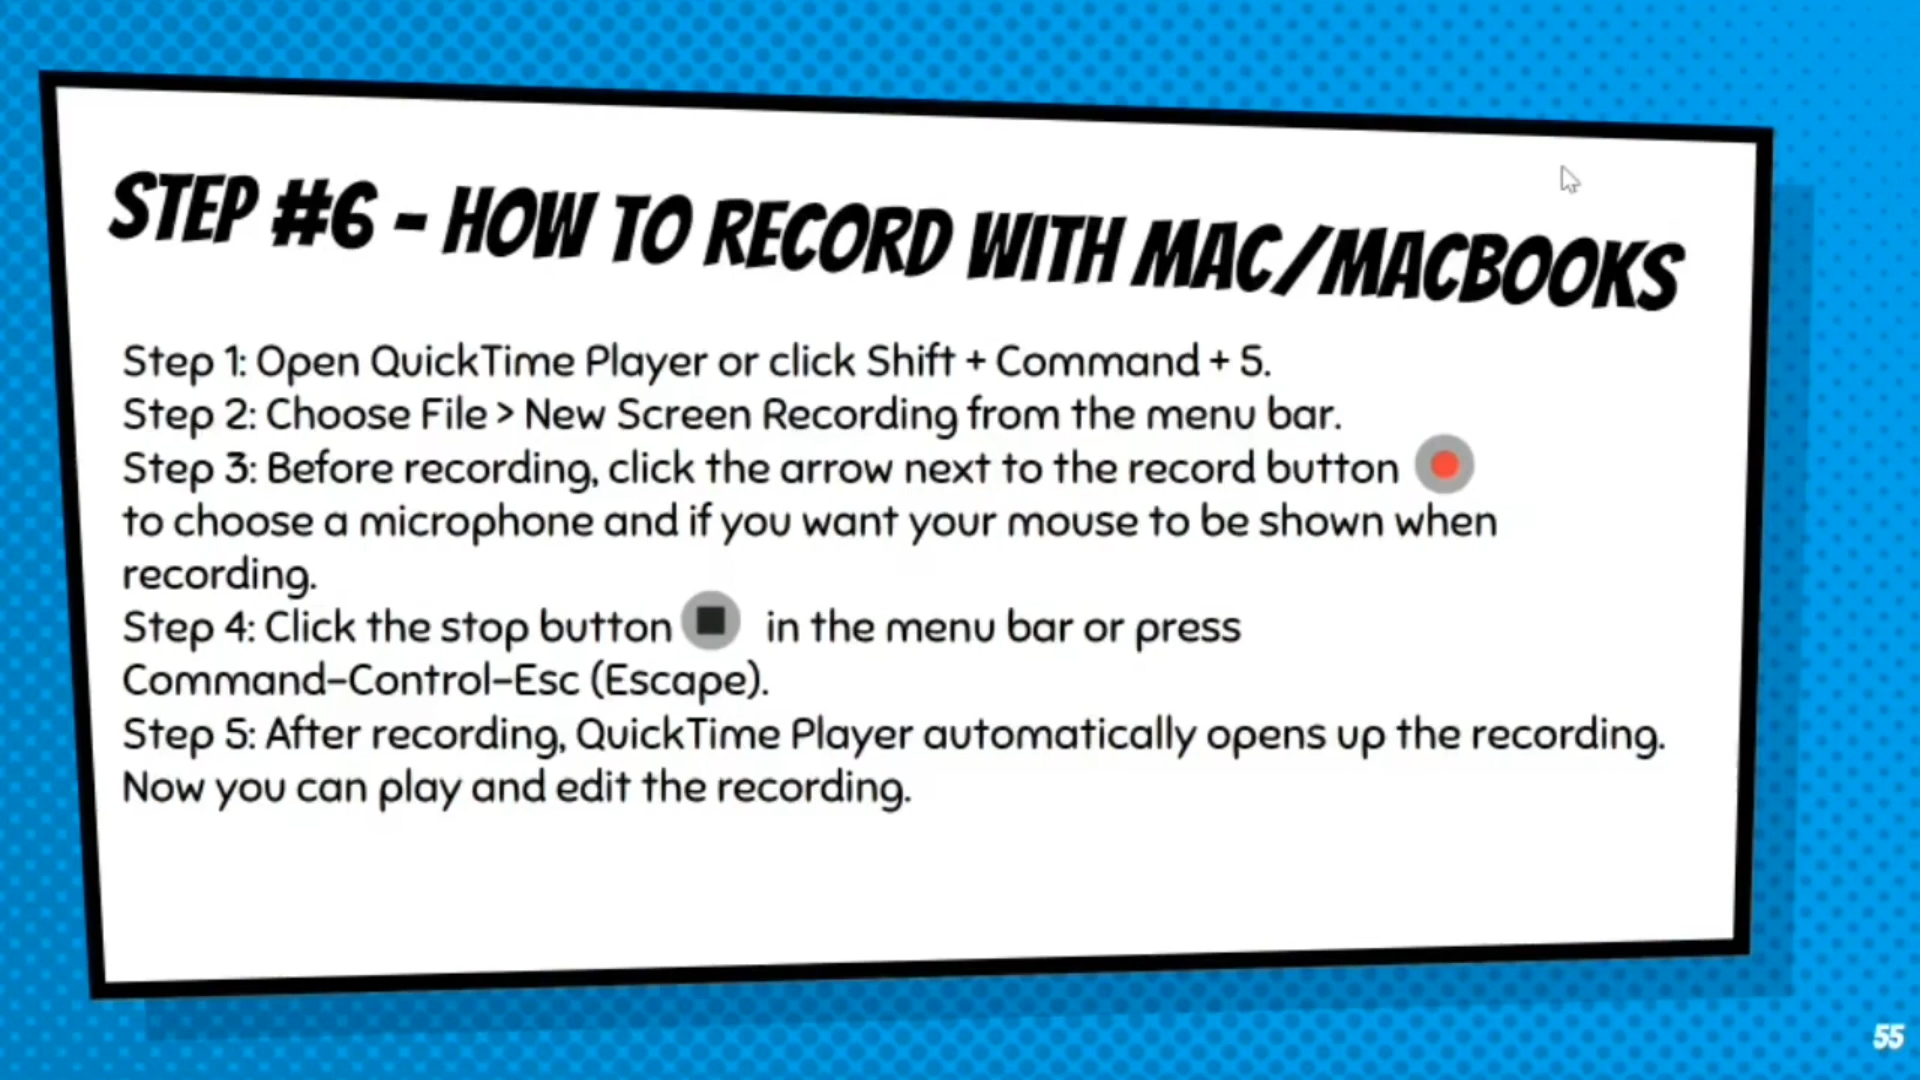 STEP #6 - HOW TO RECORD WITH MAC/MACBOOKS
Step 1: Open QuickTime Player or click Shift + Command + 5.
Step 2: Choose File > New Screen Recording from the menu bar.
Step 3: Before recording, click the arrow next to the record button
to choose a microphone and if you want your mouse to be shown when
recording.
Step 4: Click the stop button in the menu bar or press
Command-Control-Esc (Escape).
Step 5: After recording, QuickTime Player automatically opens up the recording.
Now you can play and edit the recording.
55